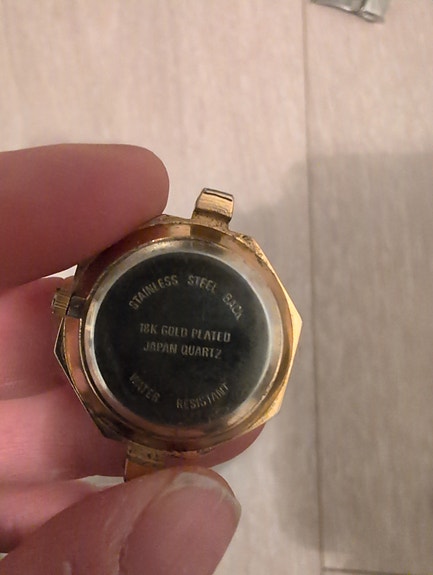 STAINLESS STEEL BACK
18K GOLD PLATED
JAPAN QUARTZ
WATER RESISTANT